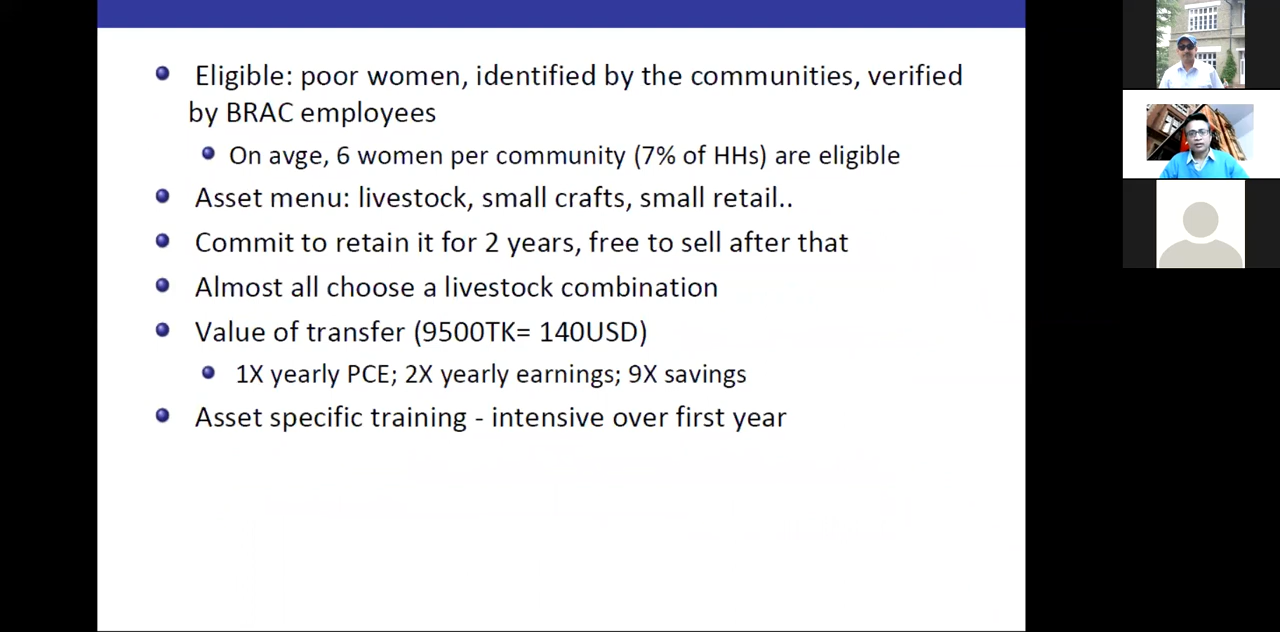 Eligible: poor women, identified by the communities, verified
by BRAC employees
On avge, 6 women per community (7% of HHs) are eligible
Asset menu: livestock, small crafts, small retail..
Commit to retain it for 2 years, free to sell after that
Almost all choose a livestock combination
Value of transfer (9500TK= 140USD)
1X yearly PCE; 2X yearly earnings; 9X savings
Asset specific training - intensive over first year